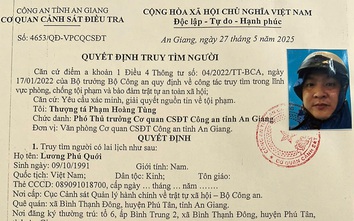 CÔNG AN TỈNH AN GIANG
CƠ QUAN CẢNH SÁT ĐIỀU TRA
Số: 4653/QĐ-VPCQCSĐT
CỘNG HÒA XÃ HỘI CHỦ NGHĨA VIỆT NAM
Độc lập - Tự do - Hạnh phúc
An Giang, ngày 27 tháng 5 năm 2025
QUYẾT ĐỊNH TRUY TÌM NGƯỜI
Căn cứ điểm a khoản 1 Điều 4 Thông tư số: 04/2022/TT-BCA, ngày
17/01/2022 của Bộ trưởng Bộ Công an quy định về công tác truy tìm trong lĩnh
vực phòng, chống tội phạm và bảo đảm trật tự an toàn xã hội;
Căn cứ: Yêu cầu xác minh, giải quyết nguồn tin về tội phạm.
Tôi: Thượng tá Phạm Hoàng Tùng
Chức vụ: Phó Thủ trưởng Cơ quan CSĐT Công an tỉnh An Giang
Đơn vị: Văn phòng Cơ quan CSĐT Công an tỉnh An Giang.
QUYẾT ĐỊNH:
1. Truy tìm người có lai lịch như sau:
Họ tên: Lương Phú Quới
Ngày sinh: 09/10/1991 Giới tính: Nam.
Quốc tịch: Việt Nam; Dân tộc: Kinh; Tôn giáo:
Thẻ CCCD: 089091018700, cấp ngày ... tháng ... năm
Nơi cấp: Cục Cảnh sát Quản lý hành chính về trật tự xã hội - Bộ Công an.
Nơi sinh: xã Bình Thạnh Đông, huyện Phú Tân, tỉnh An Giang.
Nơi đăng ký thường trú: tổ 6, ấp Bình Trung 2, xã Bình Thạnh Đông, huyện Phú Tân,